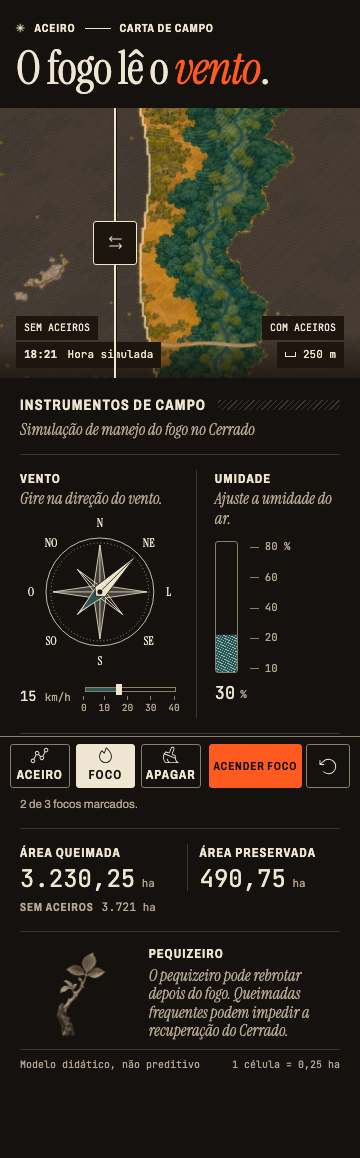 ACEIRO — CARTA DE CAMPO
O fogo lê o vento.
SEM ACEIROS
COM ACEIROS
18:21 Hora simulada
250 m
INSTRUMENTOS DE CAMPO
Simulação de manejo do fogo no Cerrado
VENTO
Gire na direção do vento.
N
NO
NE
O
L
SO
SE
S
15 km/h
0 10 20 30 40
UMIDADE
Ajuste a umidade do
ar.
80 %
60
40
20
10
30 %
ACEIRO
FOCO
APAGAR
ACENDER FOCO
2 de 3 focos marcados.
ÁREA QUEIMADA
3.230,25 ha
SEM ACEIROS 3.721 ha
ÁREA PRESERVADA
490,75 ha
PEQUIZEIRO
O pequizeiro pode rebrotar
depois do fogo. Queimadas
frequentes podem impedir a
recuperação do Cerrado.
Modelo didático, não preditivo
1 célula = 0,25 ha